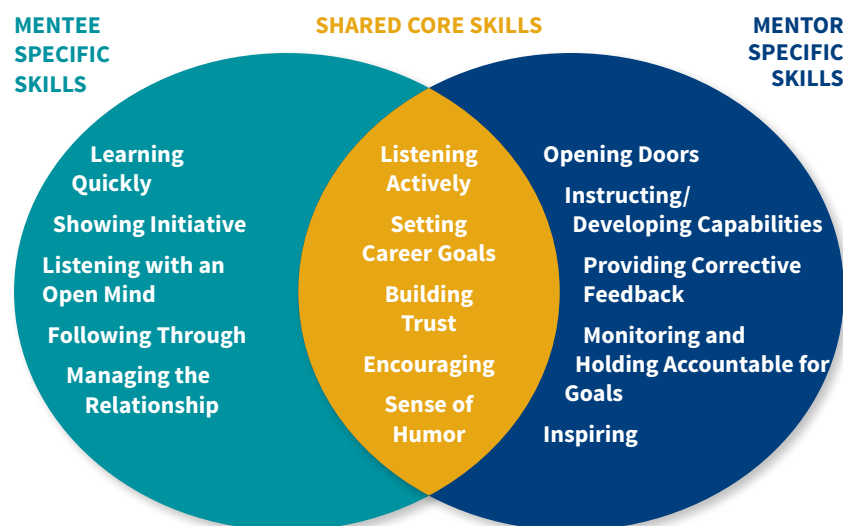 MENTEE
SPECIFIC
SKILLS
SHARED CORE SKILLS
MENTOR
SPECIFIC
SKILLS
Learning
Quickly
Showing Initiative
Listening with an
Open Mind
Following Through
Managing the
Relationship
Listening
Actively
Setting
Career Goals
Building
Trust
Encouraging
Sense of
Humor
Opening Doors
Instructing/
Developing Capabilities
Providing Corrective
Feedback
Monitoring and
Holding Accountable for
Goals
Inspiring